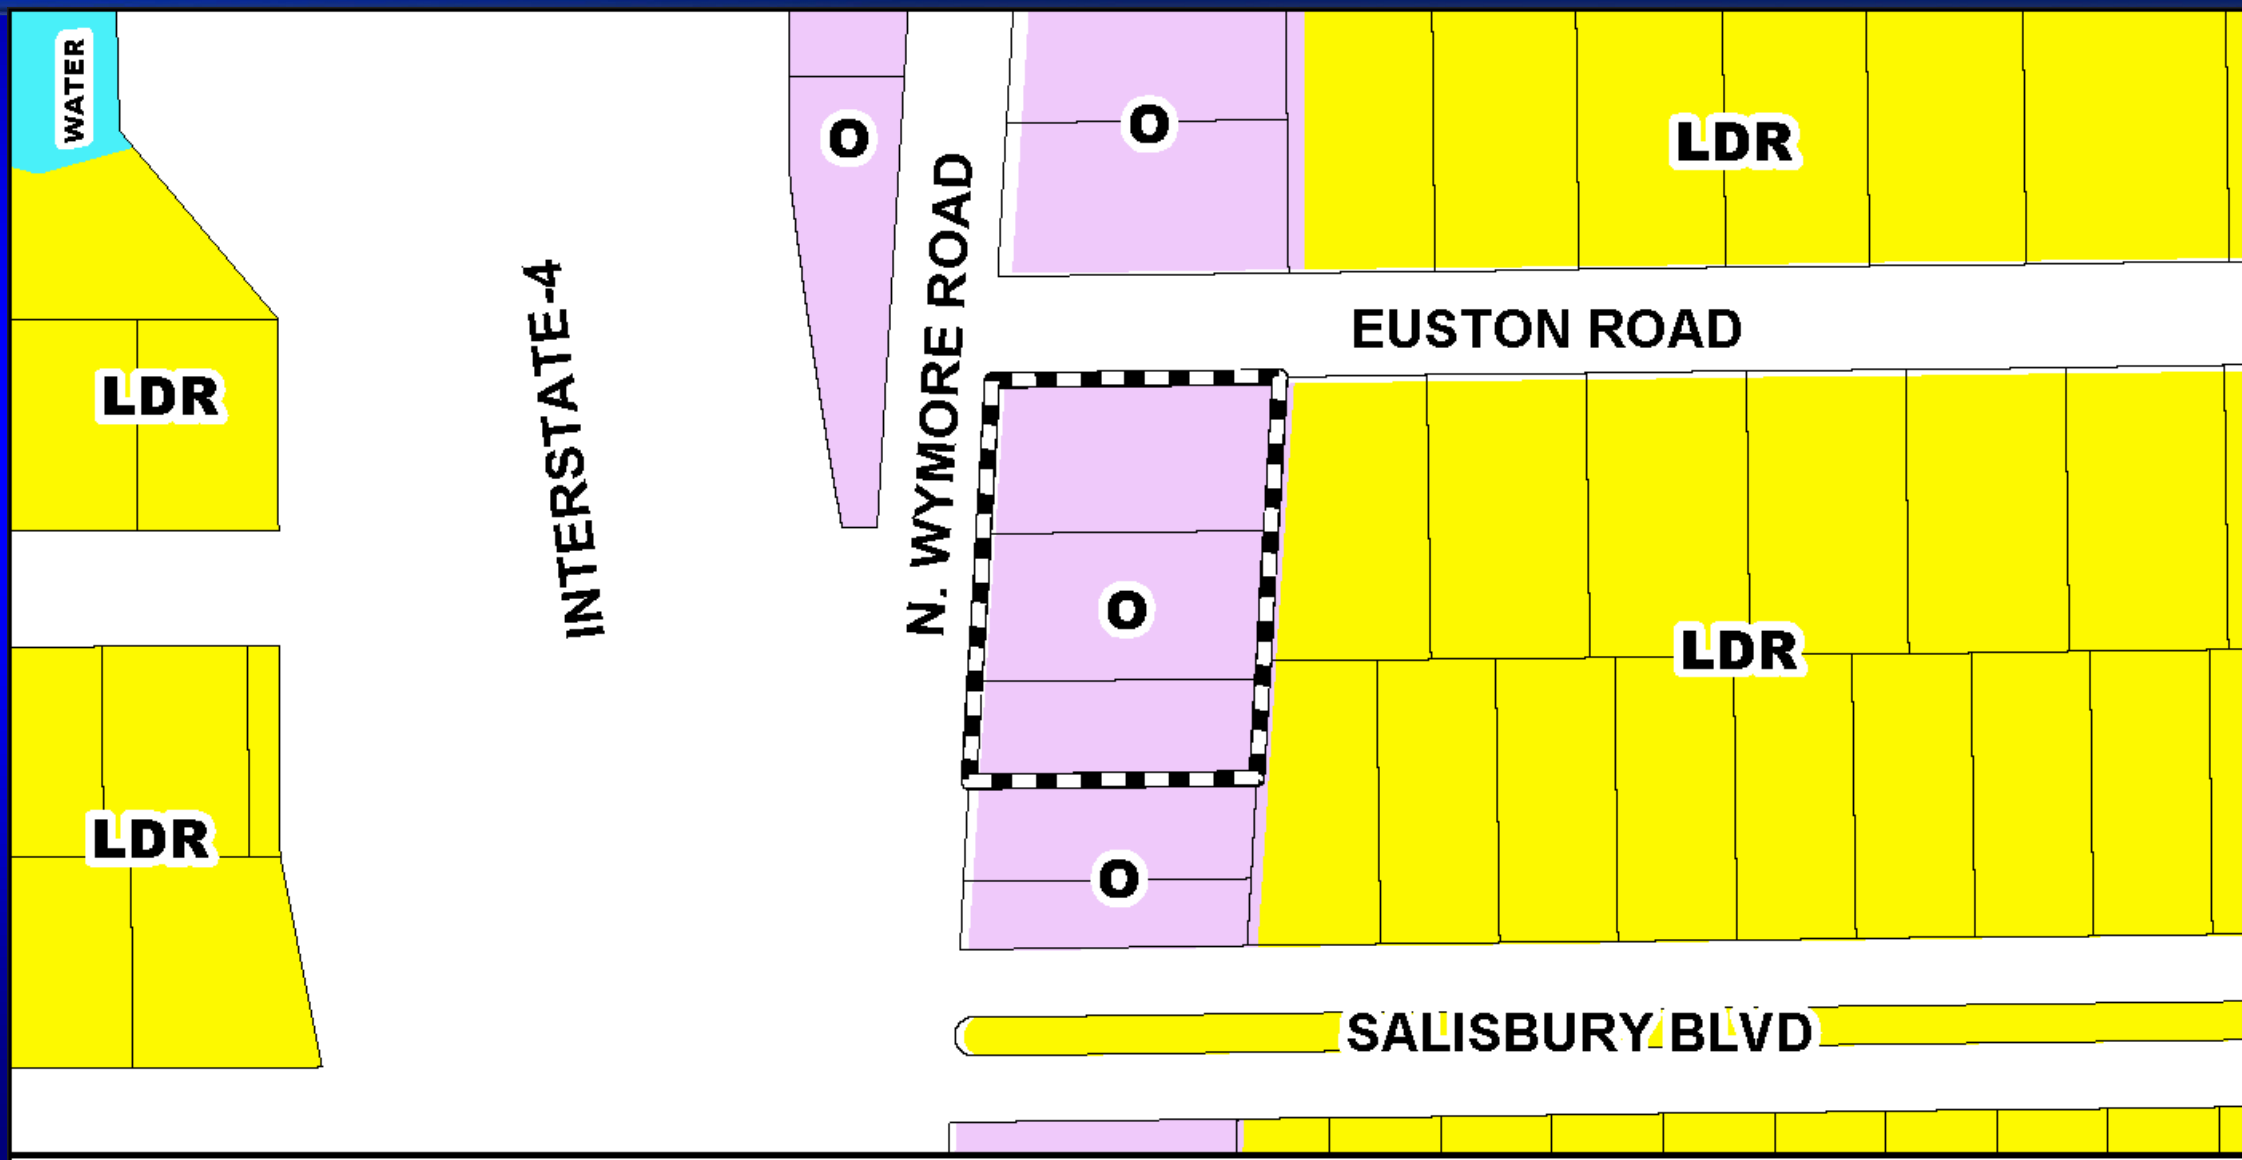 WATER
O
O
LDR
N. WYMORE ROAD
INTERSTATE-4
EUSTON ROAD
LDR
O
LDR
LDR
O
SALISBURY BLVD